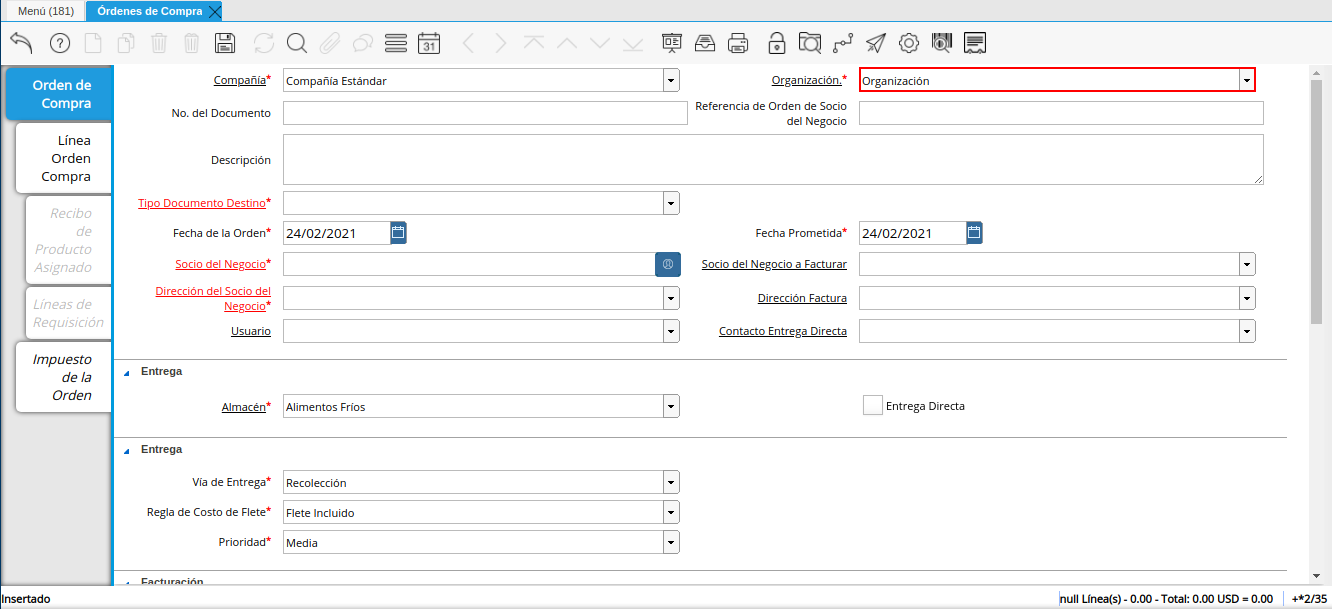 Menú (181)
Órdenes de Compra
31
Orden de
Compra
Línea
Orden
Compra
Recibo
de
Producto
Asignado
Líneas de
Requisición
Impuesto
de la
Orden
Compañía* Compañía Estándar Organización.* Organización
No. del Documento Referencia de Orden de Socio
del Negocio
Descripción
Tipo Documento Destino*
Fecha de la Orden* 24/02/2021 Fecha Prometida* 24/02/2021
Socio del Negocio* Socio del Negocio a Facturar
Dirección del Socio del
Negocio* Dirección Factura
Usuario Contacto Entrega Directa
Entrega
Almacén* Alimentos Fríos Entrega Directa
Entrega
Vía de Entrega* Recolección
Regla de Costo de Flete* Flete Incluido
Prioridad* Media
Facturación
Insertado null Línea(s) - 0.00 - Total: 0.00 USD = 0.00 +*2/35